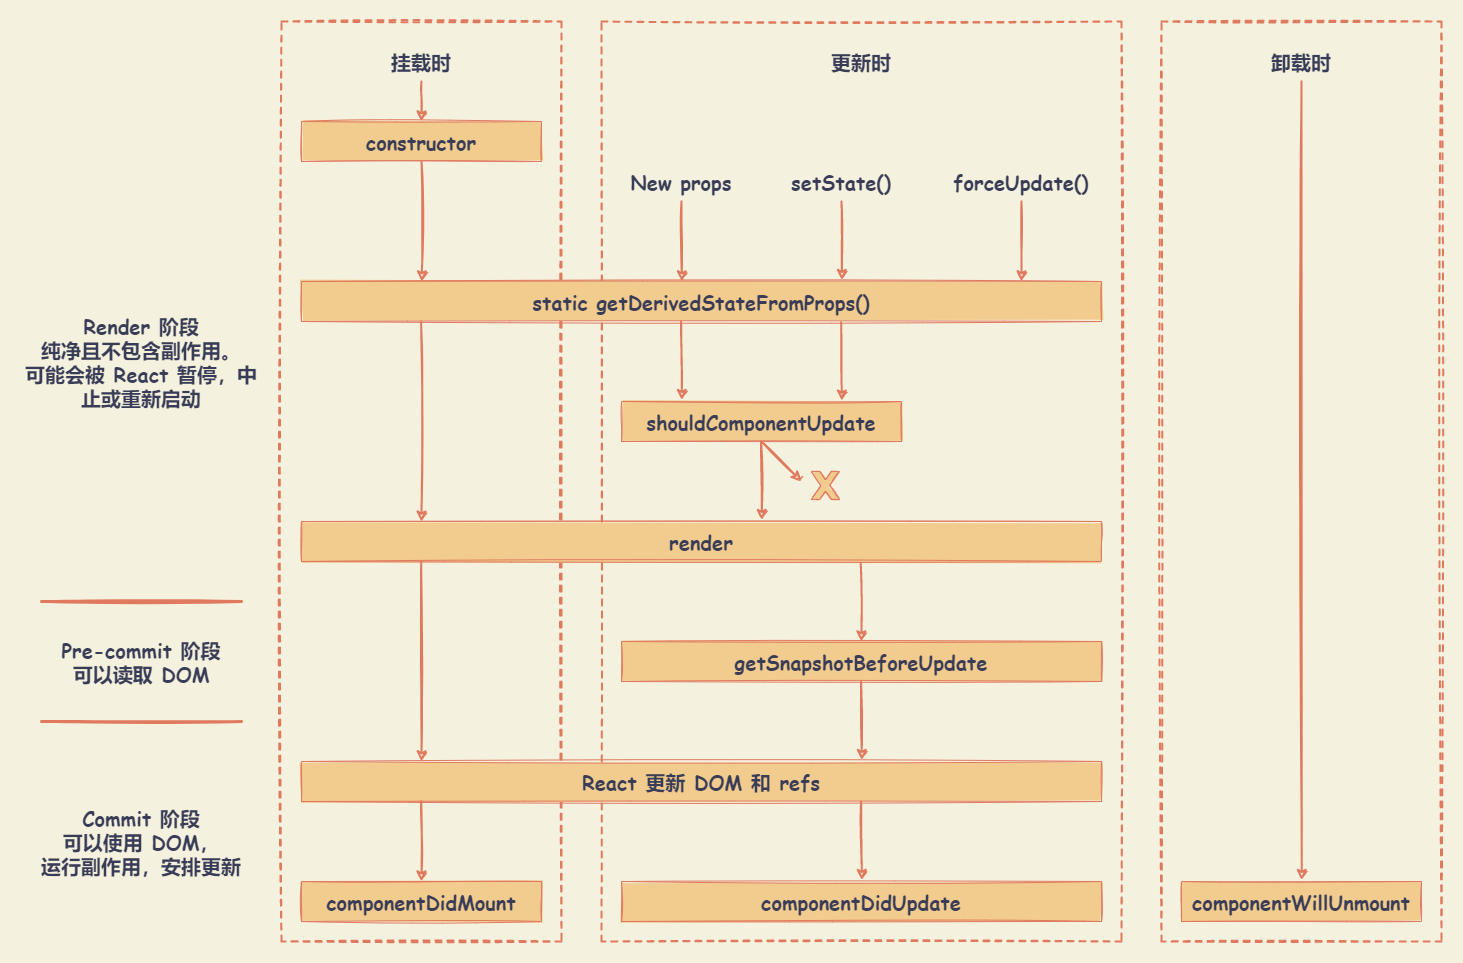 挂载时
更新时
卸载时
constructor
New props
setState()
forceUpdate()
static getDerivedStateFromProps()
Render 阶段
纯净且不包含副作用。
可能会被 React 暂停，中
止或重新启动
shouldComponentUpdate
X
render
Pre-commit 阶段
可以读取 DOM
getSnapshotBeforeUpdate
React 更新 DOM 和 refs
Commit 阶段
可以使用 DOM，
运行副作用，安排更新
componentDidMount
componentDidUpdate
componentWillUnmount